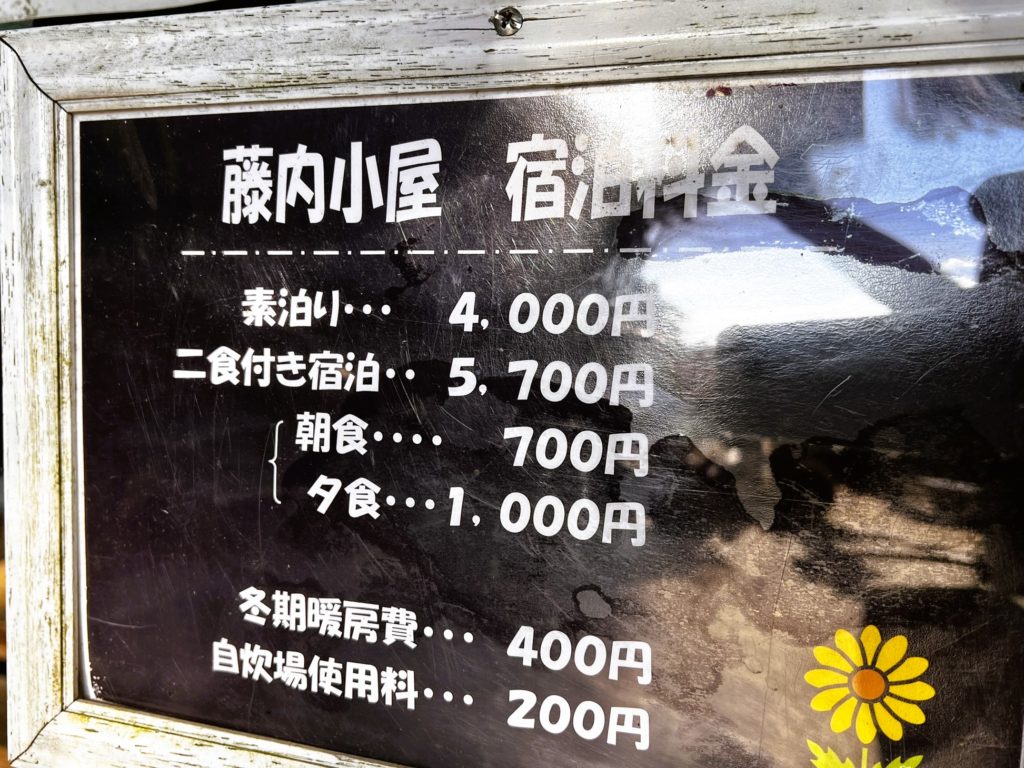 藤内小屋 宿泊料金
素泊り・・・ 4,000円
二食付き宿泊・・ 5,700円
朝食・・・・ 700円
夕食・・・1,000円
冬期暖房費・・・ 400円
自炊場使用料・・・ 200円